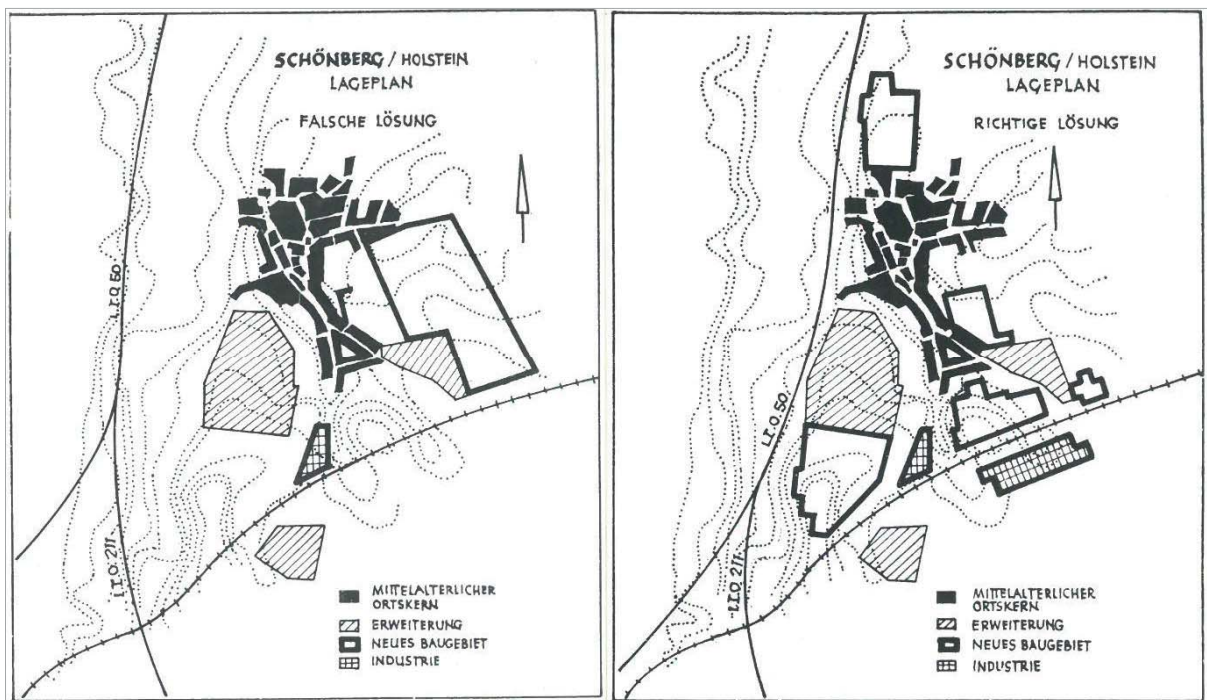 SCHÖNBERG / HOLSTEIN
LAGEPLAN
FALSCHE LÖSUNG
L.I.O. 50.
L.I.O. 211.
MITTELALTERLICHER
ORTSKERN
ERWEITERUNG
NEUES BAUGEBIET
INDUSTRIE
SCHÖNBERG / HOLSTEIN
LAGEPLAN
RICHTIGE LÖSUNG
L.I.O. 50.
L.I.O. 211.
MITTELALTERLICHER
ORTSKERN
ERWEITERUNG
NEUES BAUGEBIET
INDUSTRIE